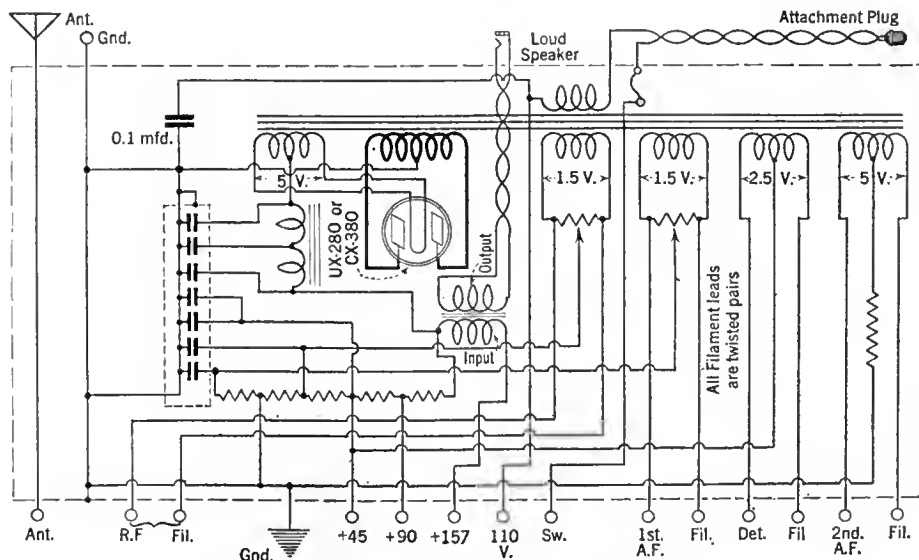 Ant.
Gnd.
Loud
Speaker
Attachment Plug
0.1 mfd.
5 V.
1.5 V.
1.5 V.
2.5 V.
5 V.
UX-280 or
CX-380
Output
Input
All Filament leads
are twisted pairs
Ant.
R.F
Fil.
Gnd.
+45
+90
+157
110
V.
Sw.
1st.
A.F.
Fil.
Det.
Fil
2nd.
A.F.
Fil.